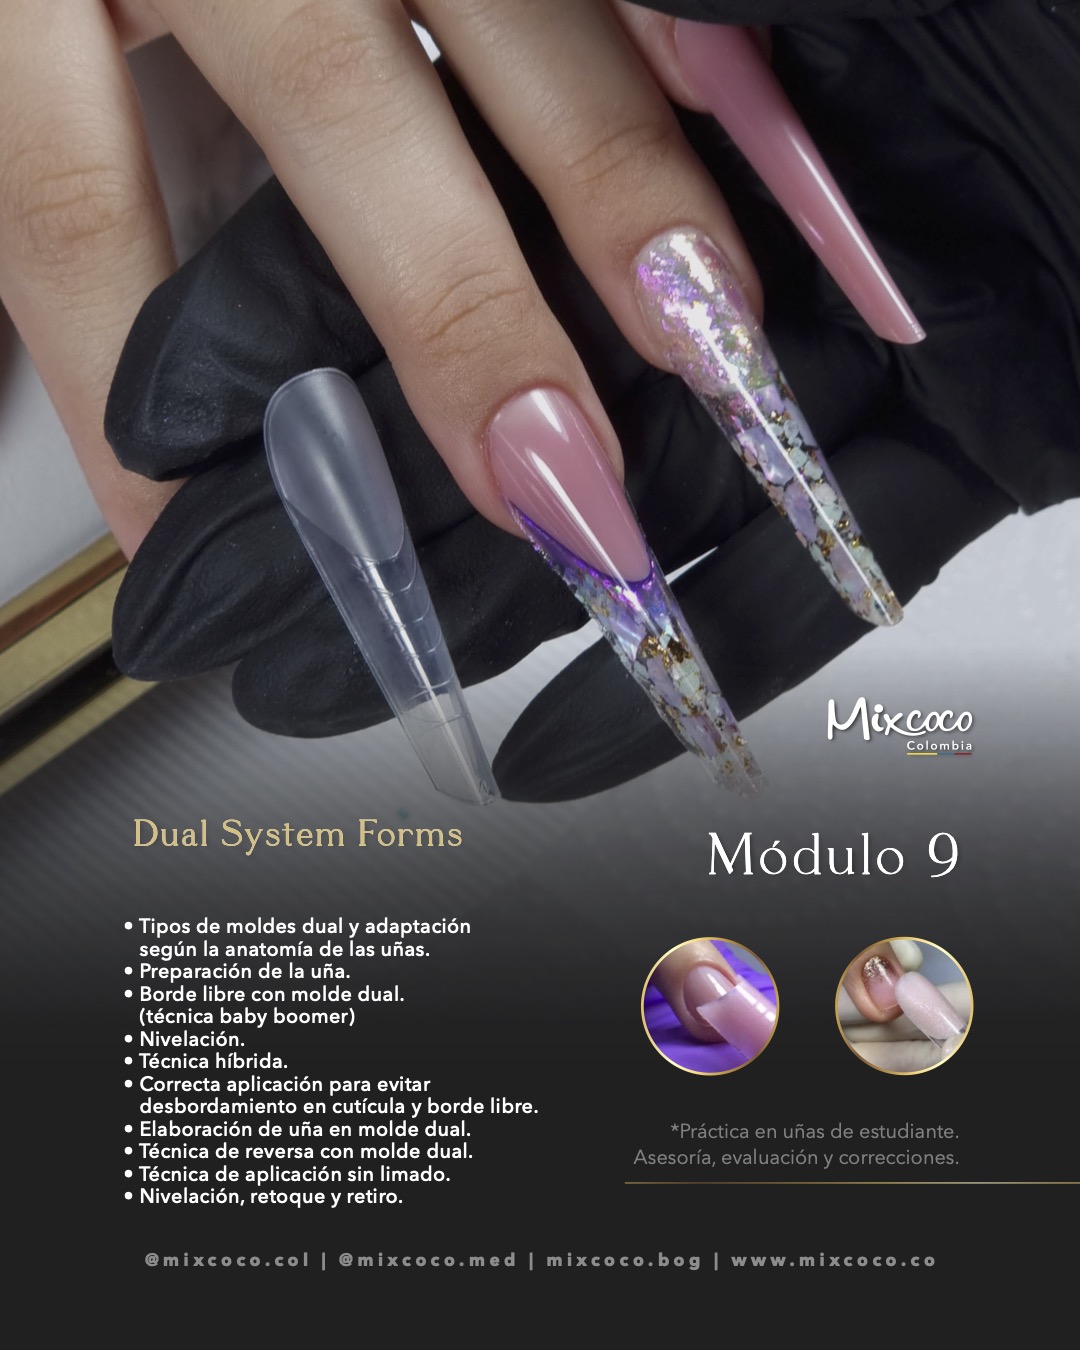 Mixcoco
Colombia
Dual System Forms
Módulo 9
• Tipos de moldes dual y adaptación
según la anatomía de las uñas.
• Preparación de la uña.
• Borde libre con molde dual.
(técnica baby boomer)
• Nivelación.
• Técnica híbrida.
• Correcta aplicación para evitar
desbordamiento en cutícula y borde libre.
• Elaboración de uña en molde dual.
• Técnica de reversa con molde dual.
• Técnica de aplicación sin limado.
• Nivelación, retoque y retiro.
*Práctica en uñas de estudiante.
Asesoría, evaluación y correcciones.
@mixcoco.col | @mixcoco.med | mixcoco.bog | www.mixcoco.co